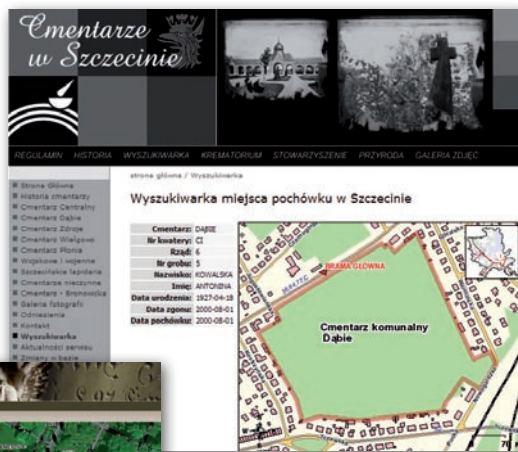 Cmentarze
w Szczecinie
REGULAMIN HISTORIA WYSZUKIWARKA KREMATORIUM STOWARZYSZENIE PRZYRODA GALERIA ZDJĘĆ
strona główna / Wyszukiwarka
Strona Główna
Historia cmentarzy
Cmentarz Centralny
Cmentarz Dąbie
Cmentarz Zdroje
Cmentarz Wielgowo
Cmentarz Płonia
Wojskowe i wojenne
Szczecińskie lapidaria
Cmentarze nieczynne
Cmentarz - Bronowicka
Galeria fotografii
Odniesienia
Kontakt
Wyszukiwarka
Aktualności serwisu
Zmiany w bazie
Wyszukiwarka miejsca pochówku w Szczecinie
Cmentarz: DĄBIE
Nr kwatery: CI
Rząd: 6
Nr grobu: 5
Nazwisko: KOWALSKA
Imię: ANTONINA
Data urodzenia: 1927-04-18
Data zgonu: 2000-08-01
Data pochówku: 2000-08-01
BRAMA GŁÓWNA
Cmentarz komunalny
Dąbie